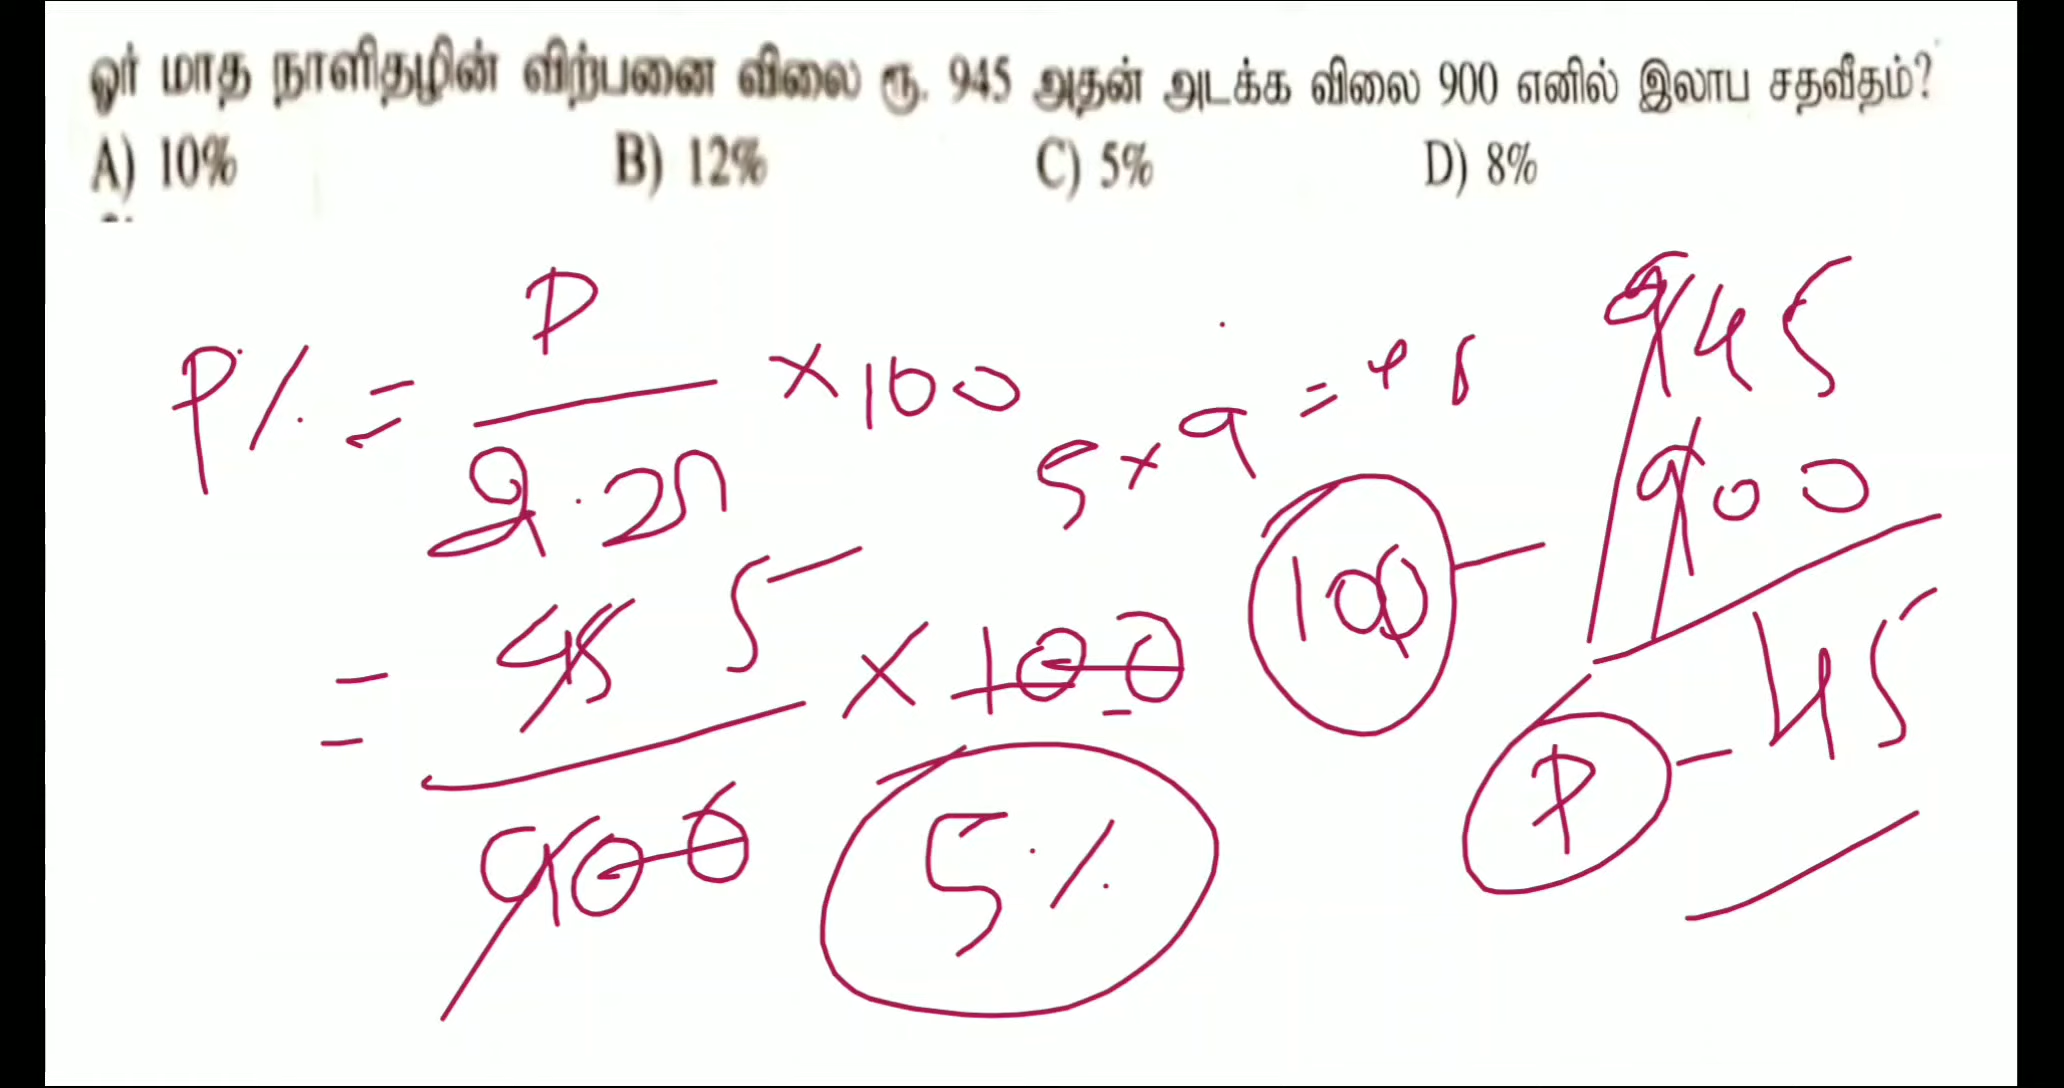 ஓர் மாத நாளிதழின் விற்பனை விலை ரூ. 945 அதன் அடக்க விலை 900 எனில் இலாப சதவீதம்?
A) 10% B) 12% C) 5% D) 8%
P% = P / அ.வி × 100
5 × 9 = 45
945
900
P - 45
= 45 5 / 900 × 100
100
5%